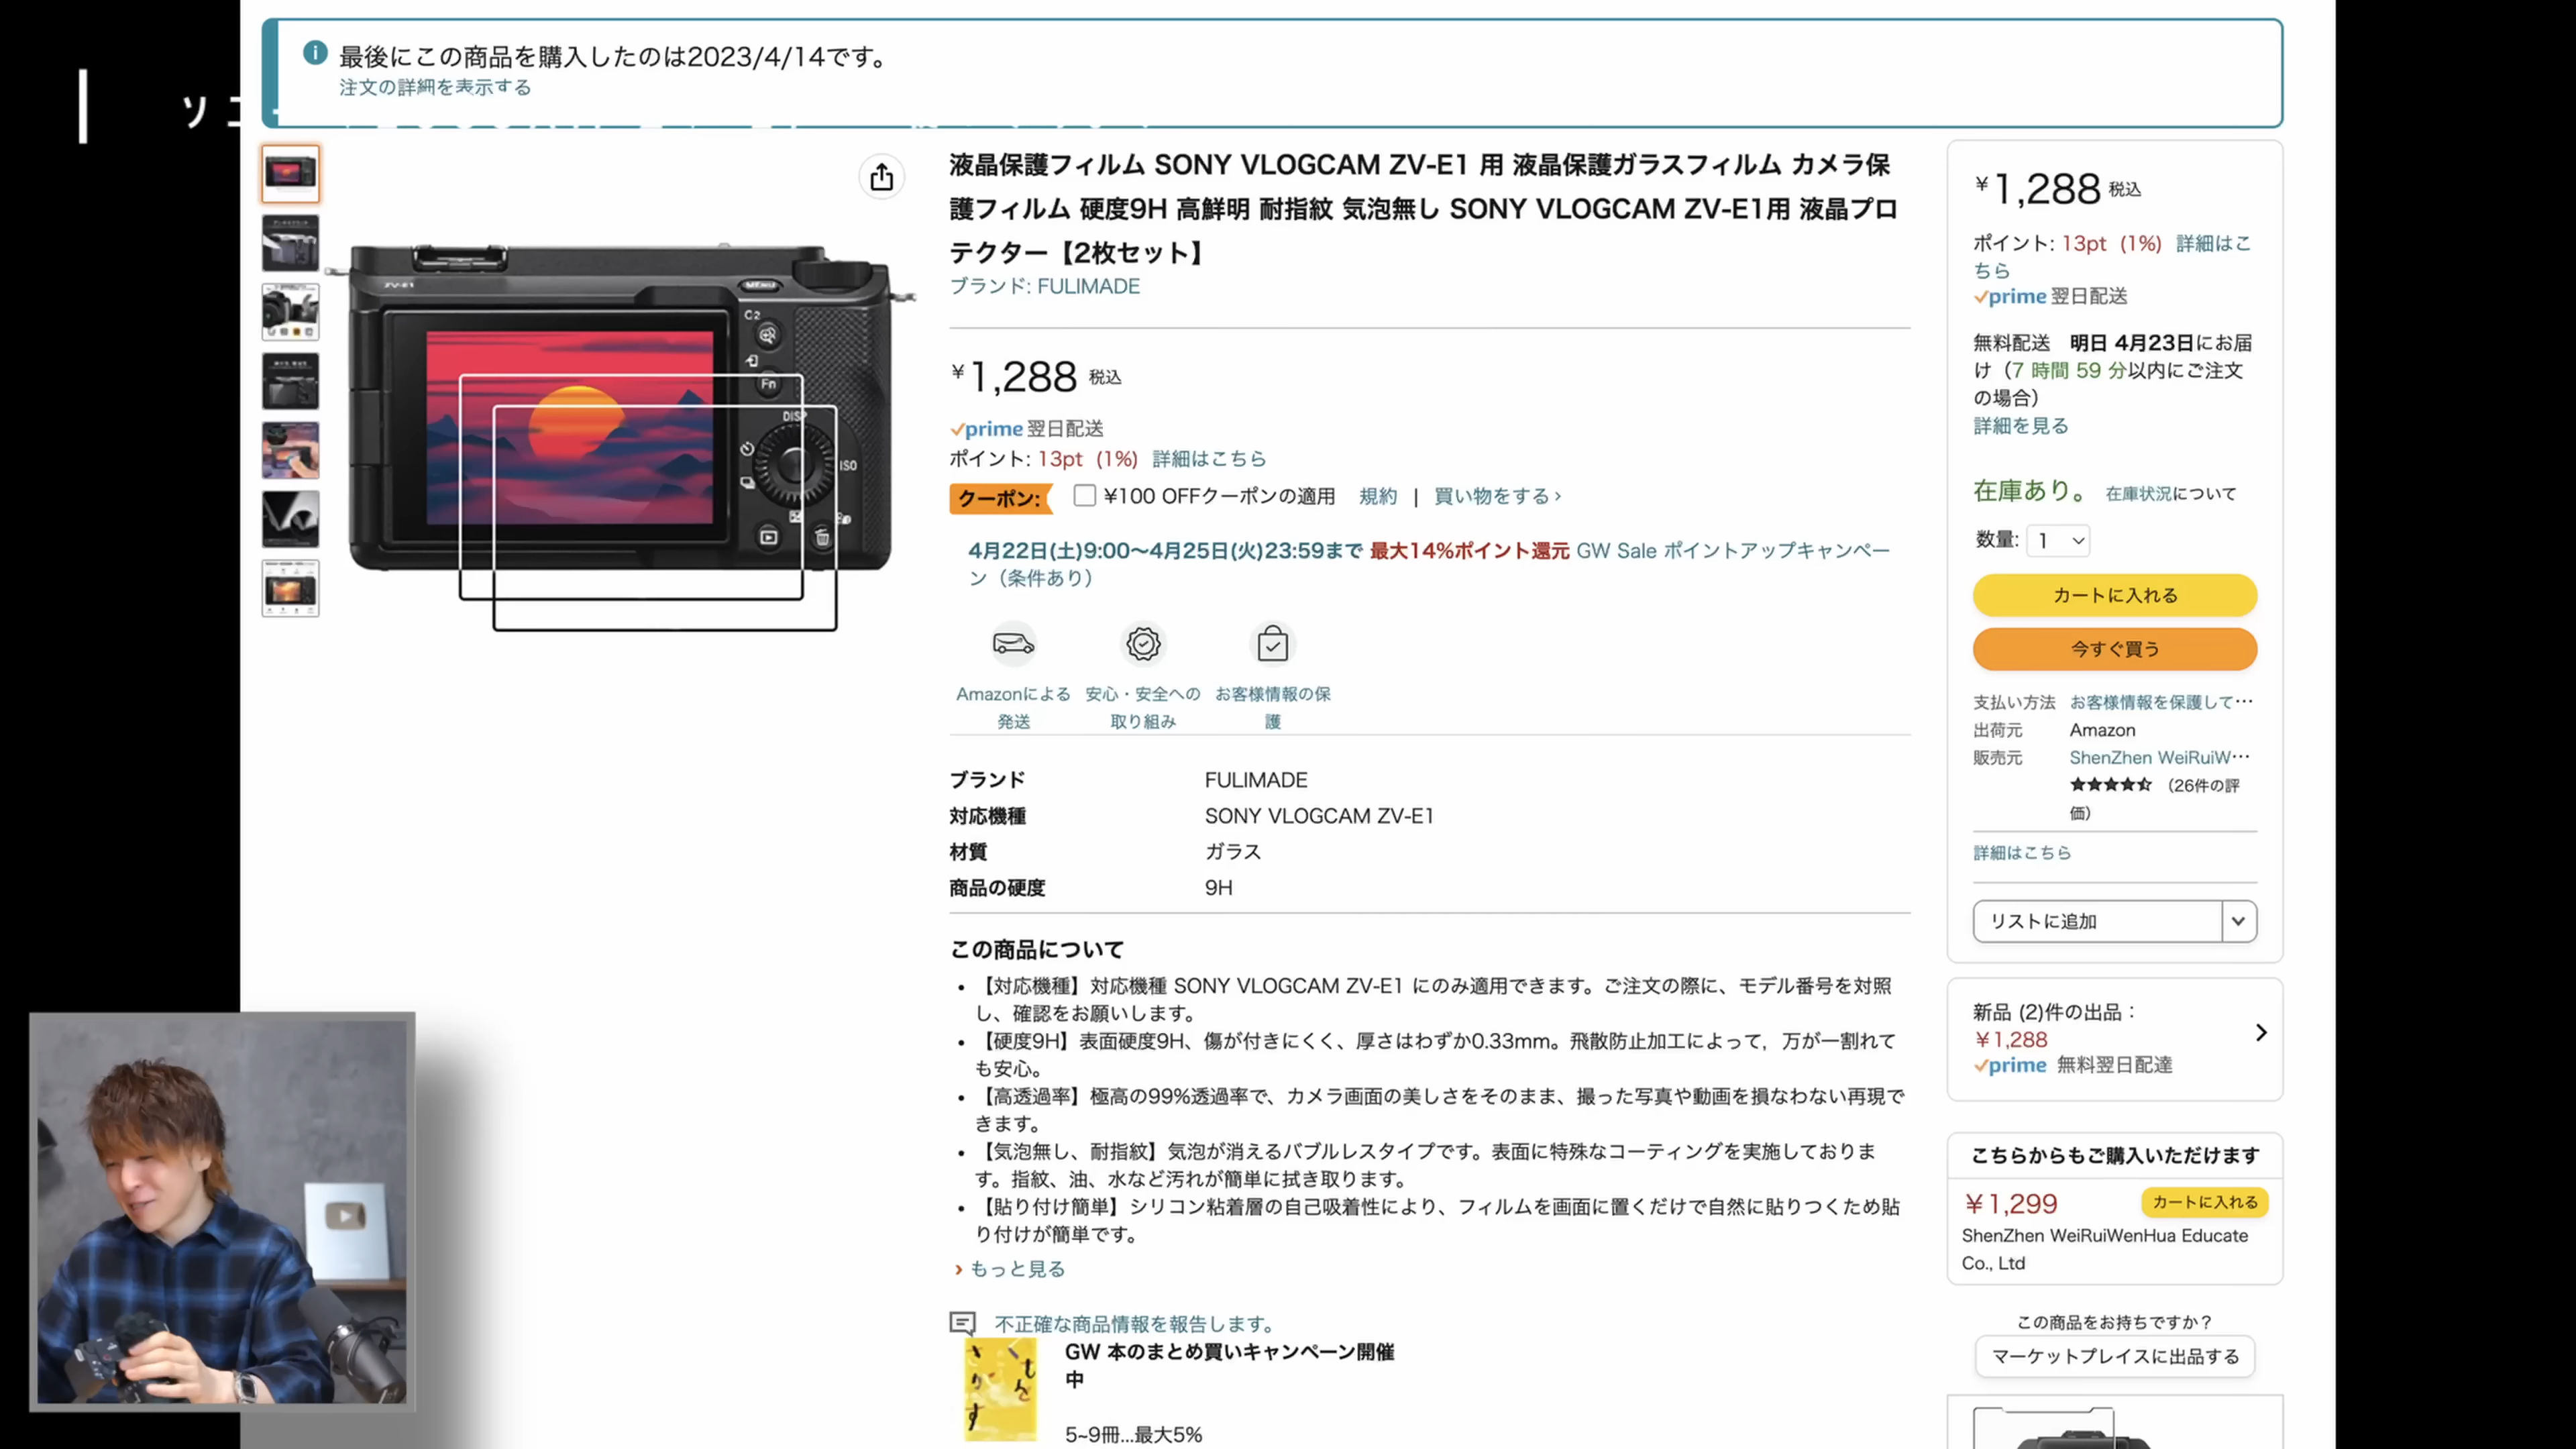 最後にこの商品を購入したのは2023/4/14です。
注文の詳細を表示する
ソニ
液晶保護フィルム SONY VLOGCAM ZV-E1 用 液晶保護ガラスフィルム カメラ保
護フィルム 硬度9H 高鮮明 耐指紋 気泡無し SONY VLOGCAM ZV-E1用 液晶プロ
テクター【2枚セット】
ブランド: FULIMADE
¥1,288 税込
prime 翌日配送
ポイント: 13pt (1%) 詳細はこちら
クーポン: ¥100 OFFクーポンの適用 規約 | 買い物をする ›
4月22日(土)9:00～4月25日(火)23:59まで 最大14%ポイント還元 GW Sale ポイントアップキャンペー
ン（条件あり）
Amazonによる
発送
安心・安全への
取り組み
お客様情報の保
護
ブランド FULIMADE
対応機種 SONY VLOGCAM ZV-E1
材質 ガラス
商品の硬度 9H
この商品について
• 【対応機種】対応機種 SONY VLOGCAM ZV-E1 にのみ適用できます。ご注文の際に、モデル番号を対照
し、確認をお願いします。
• 【硬度9H】表面硬度9H、傷が付きにくく、厚さはわずか0.33mm。飛散防止加工によって，万が一割れて
も安心。
• 【高透過率】極高の99%透過率で、カメラ画面の美しさをそのまま、撮った写真や動画を損なわない再現で
きます。
• 【気泡無し、耐指紋】気泡が消えるバブルレスタイプです。表面に特殊なコーティングを実施しておりま
す。指紋、油、水など汚れが簡単に拭き取ります。
• 【貼り付け簡単】シリコン粘着層の自己吸着性により、フィルムを画面に置くだけで自然に貼りつくため貼
り付けが簡単です。
› もっと見る
不正確な商品情報を報告します。
GW 本のまとめ買いキャンペーン開催
中
5~9冊...最大5%
ZV-E1
MENU
C2
Fn
DISP
ISO
¥1,288 税込
ポイント: 13pt (1%) 詳細はこ
ちら
prime 翌日配送
無料配送 明日 4月23日にお届
け（7 時間 59 分以内にご注文
の場合）
詳細を見る
在庫あり。 在庫状況について
数量: 1
カートに入れる
今すぐ買う
支払い方法 お客様情報を保護して…
出荷元 Amazon
販売元 ShenZhen WeiRuiW…
（26件の評
価）
詳細はこちら
リストに追加
新品 (2)件の出品：
￥1,288
prime 無料翌日配達
こちらからもご購入いただけます
￥1,299 カートに入れる
ShenZhen WeiRuiWenHua Educate
Co., Ltd
この商品をお持ちですか？
マーケットプレイスに出品する